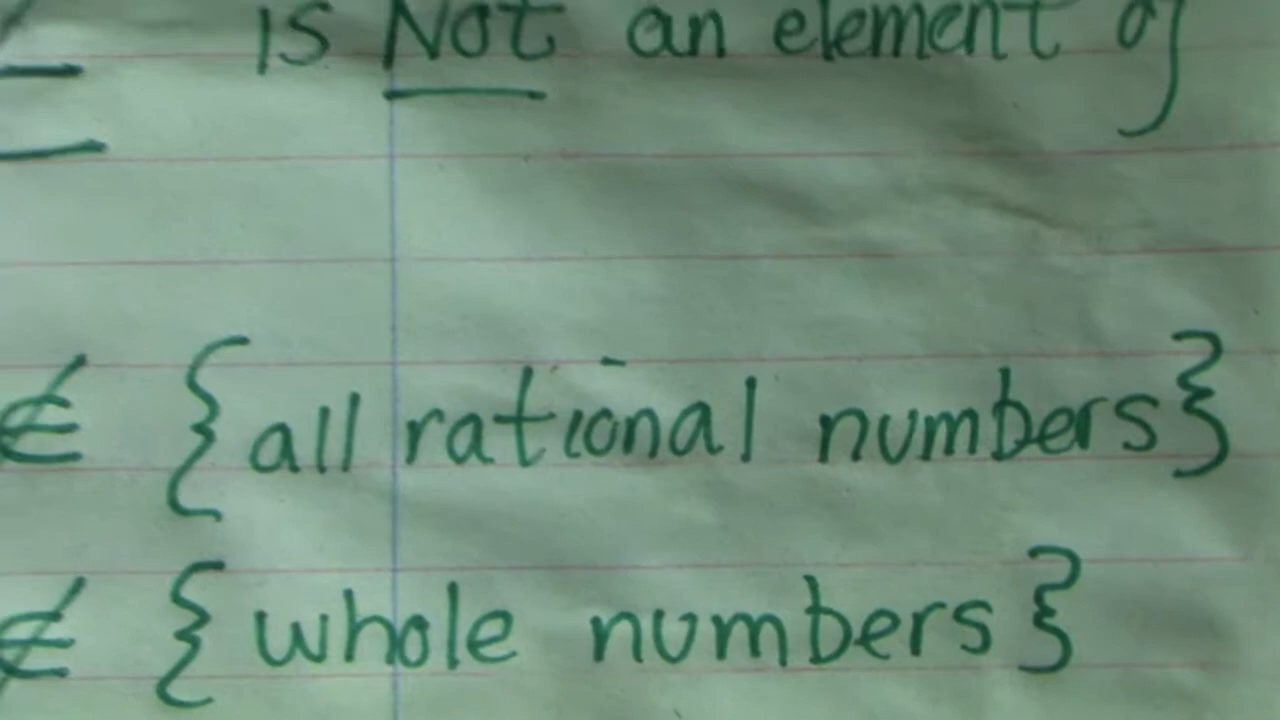 is Not an element of
∉ {all rational numbers}
∉ {whole numbers}